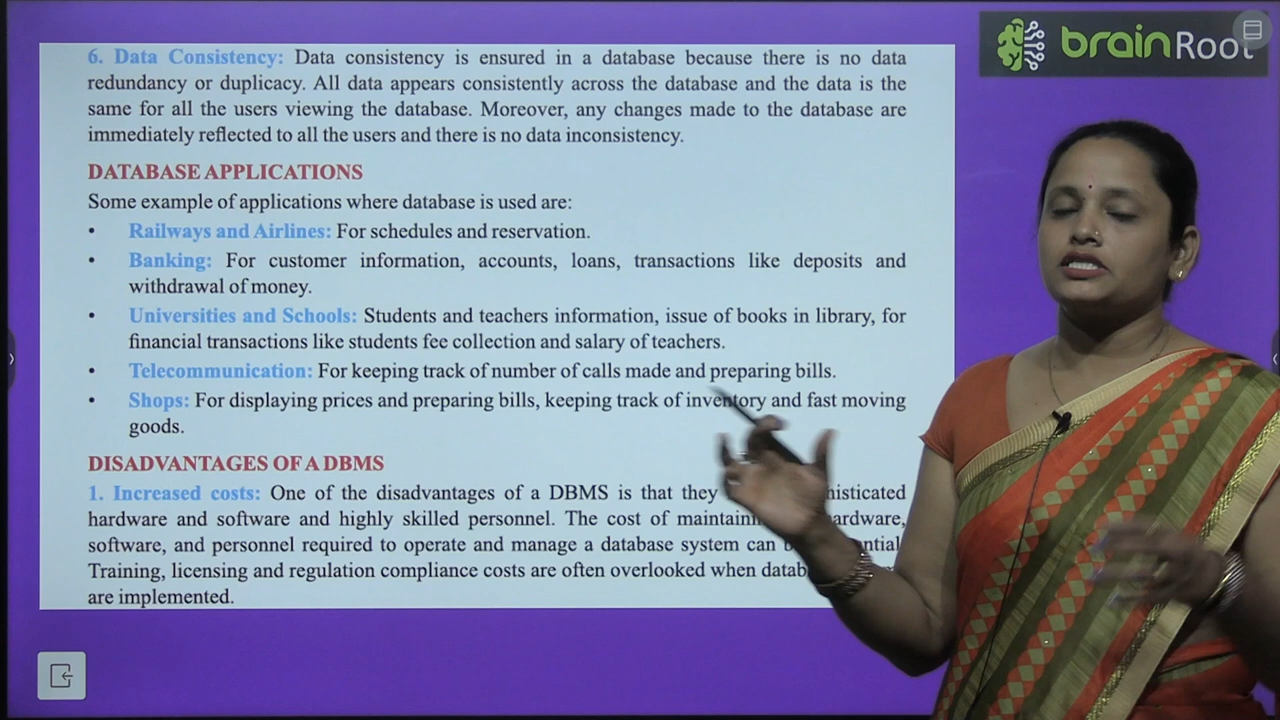 brainRoot
6. Data Consistency: Data consistency is ensured in a database because there is no data
redundancy or duplicacy. All data appears consistently across the database and the data is the
same for all the users viewing the database. Moreover, any changes made to the database are
immediately reflected to all the users and there is no data inconsistency.
DATABASE APPLICATIONS
Some example of applications where database is used are:
• Railways and Airlines: For schedules and reservation.
• Banking: For customer information, accounts, loans, transactions like deposits and
withdrawal of money.
• Universities and Schools: Students and teachers information, issue of books in library, for
financial transactions like students fee collection and salary of teachers.
• Telecommunication: For keeping track of number of calls made and preparing bills.
• Shops: For displaying prices and preparing bills, keeping track of inventory and fast moving
goods.
DISADVANTAGES OF A DBMS
1. Increased costs: One of the disadvantages of a DBMS is that they
hardware and software and highly skilled personnel. The cost of
software, and personnel required to operate and manage a database system can
Training, licensing and regulation compliance costs are often overlooked when
are implemented.